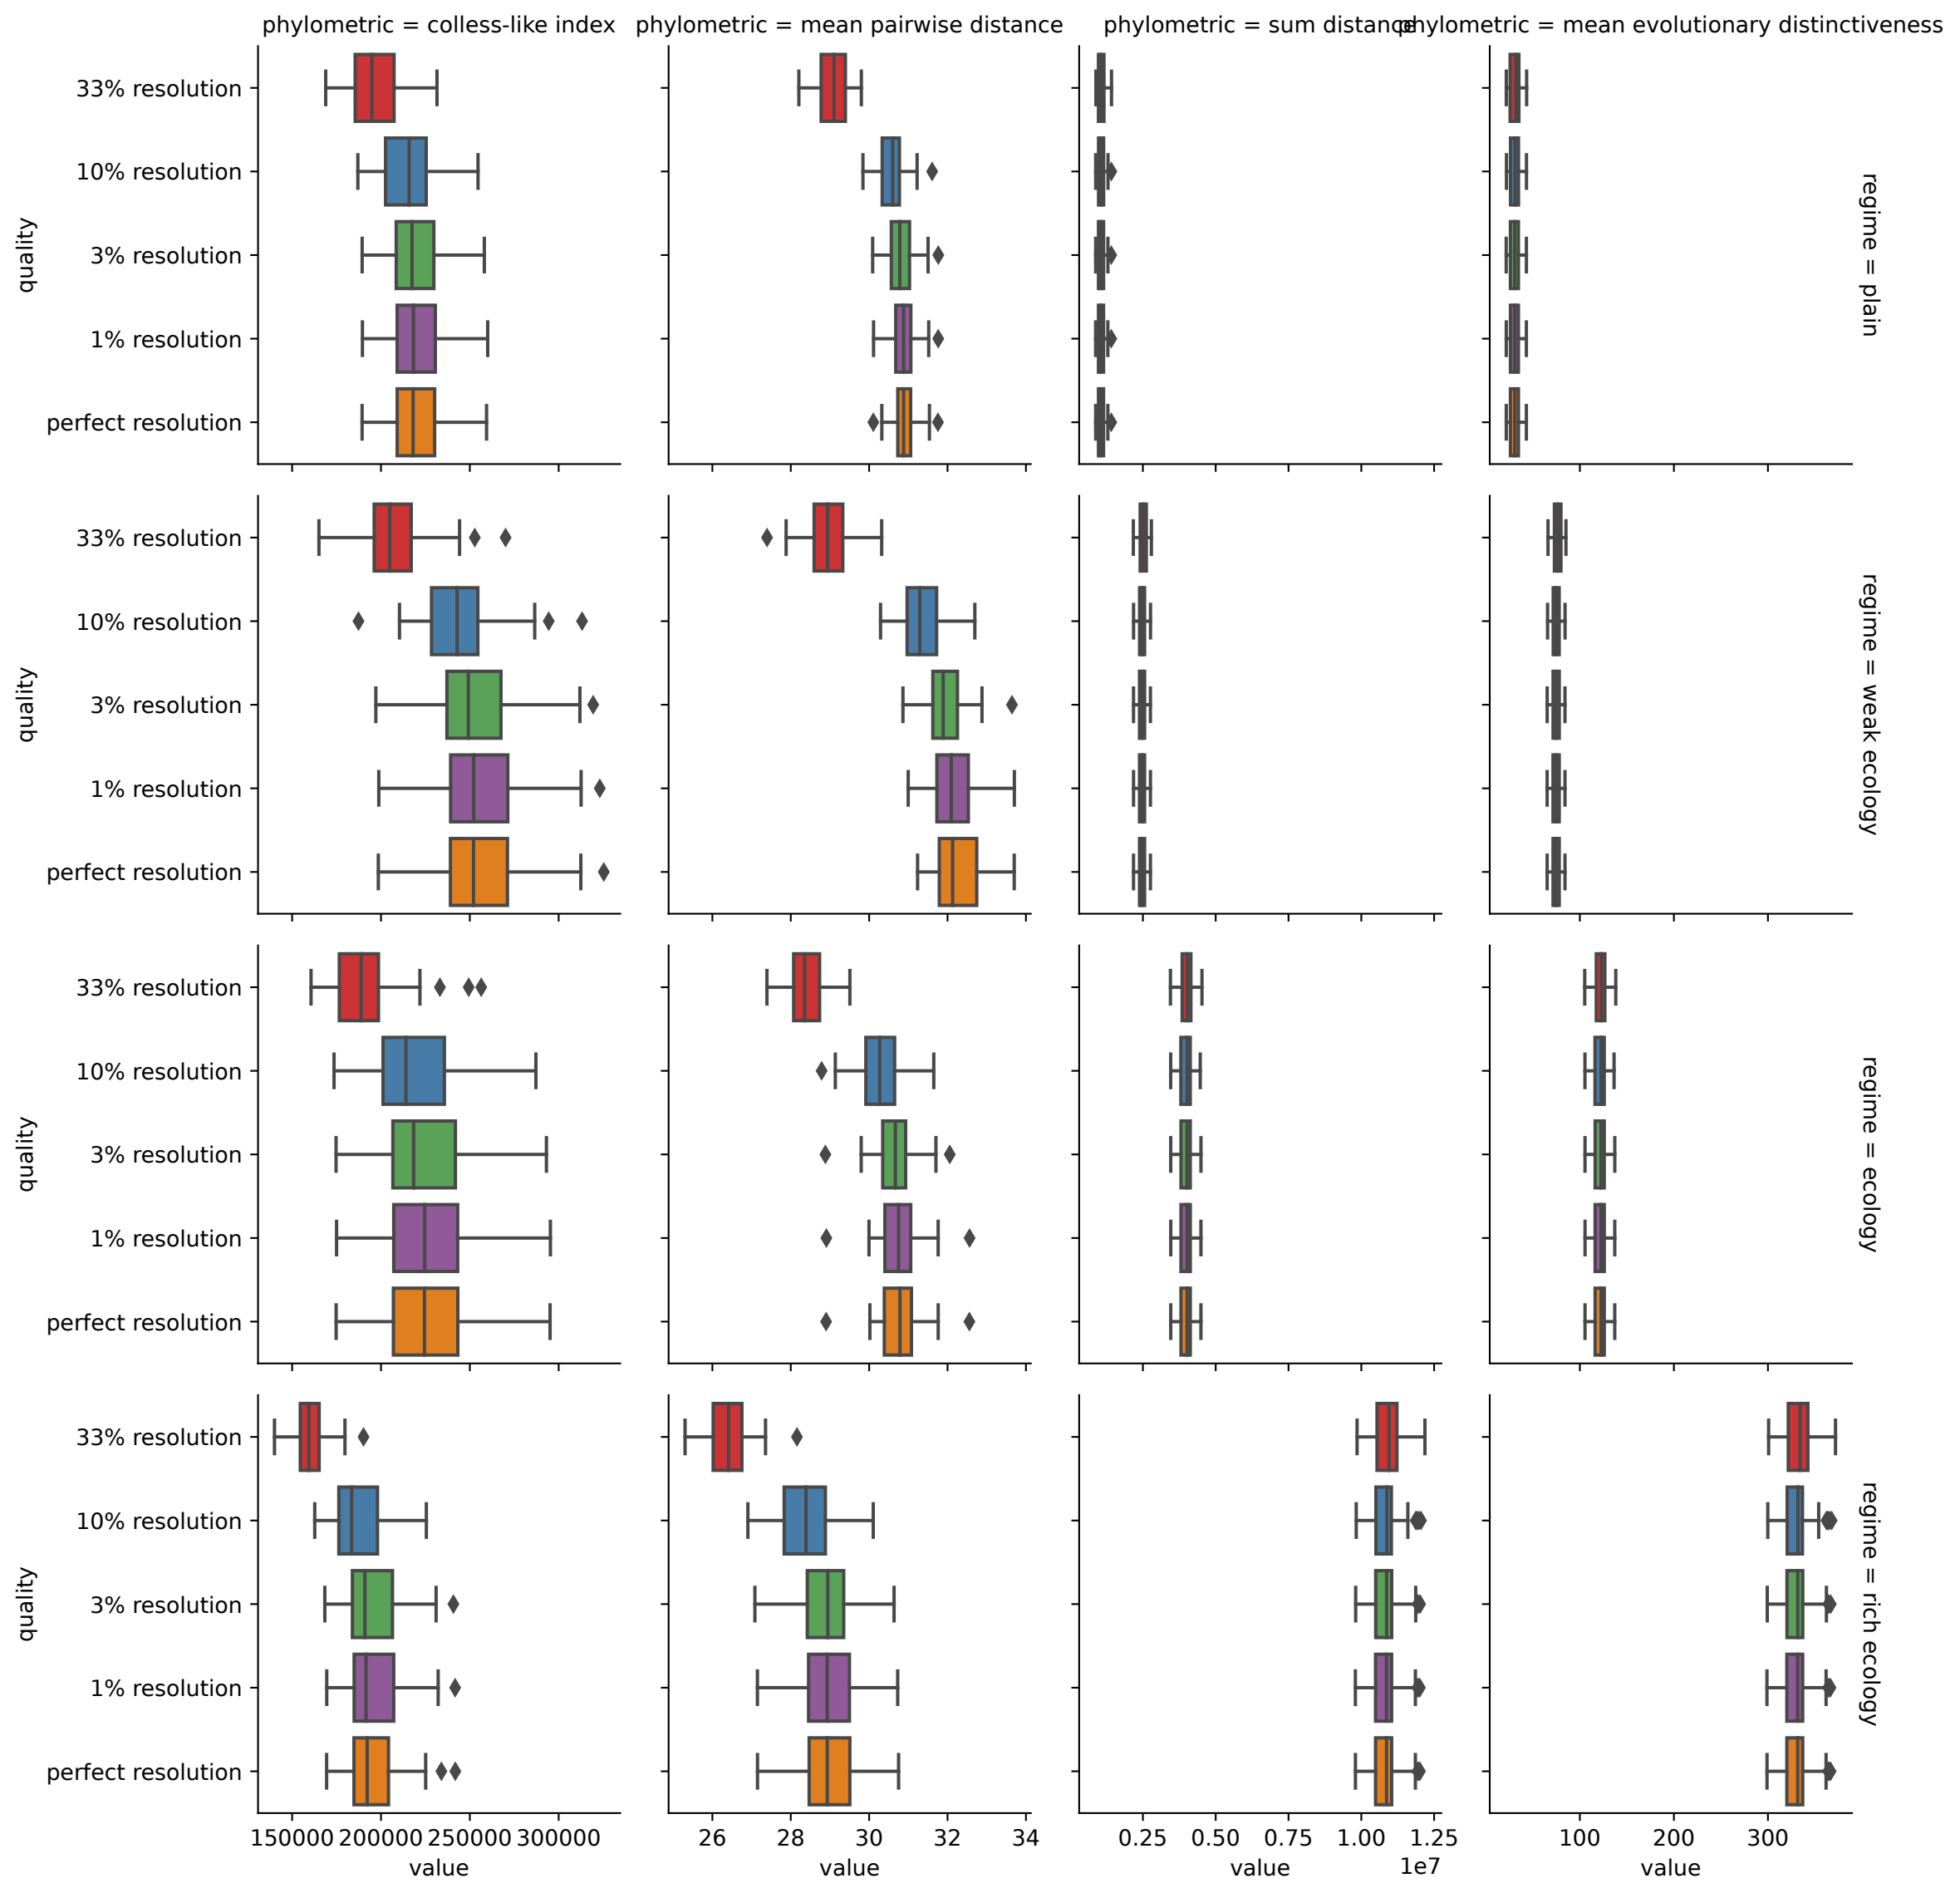 phylometric = colless-like index
phylometric = mean pairwise distance
phylometric = sum distance
phylometric = mean evolutionary distinctiveness
quality
33% resolution
10% resolution
3% resolution
1% resolution
perfect resolution
regime = plain
quality
33% resolution
10% resolution
3% resolution
1% resolution
perfect resolution
regime = weak ecology
quality
33% resolution
10% resolution
3% resolution
1% resolution
perfect resolution
regime = ecology
quality
33% resolution
10% resolution
3% resolution
1% resolution
perfect resolution
regime = rich ecology
150000 200000 250000 300000
value
26 28 30 32 34
value
0.25 0.50 0.75 1.00 1.25
1e7
value
100 200 300
value